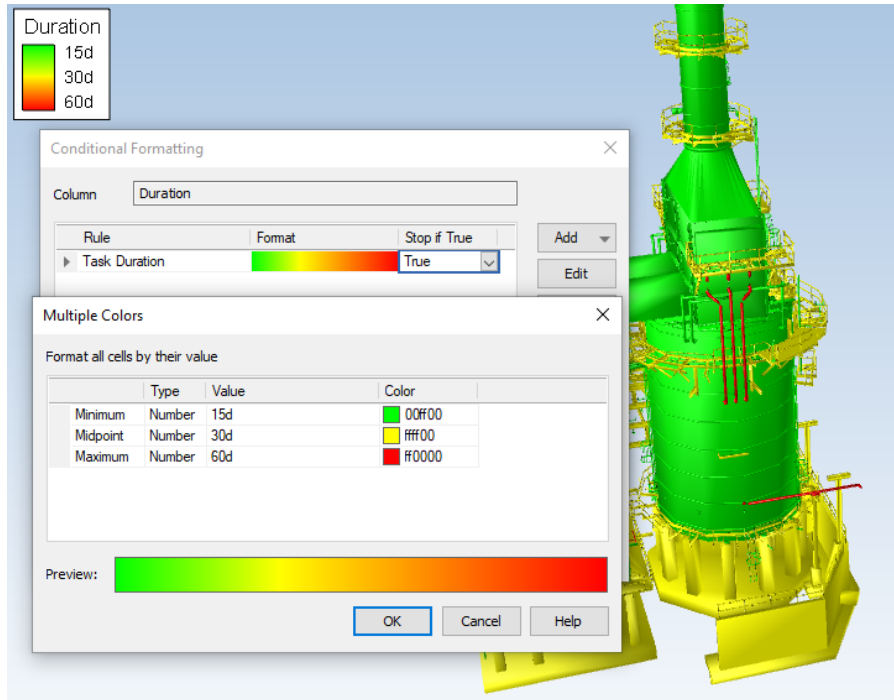 Duration
15d
30d
60d
Conditional Formatting
Column Duration
Rule Format Stop if True
Task Duration True
Add
Edit
Multiple Colors
Format all cells by their value
Type Value Color
Minimum Number 15d 00ff00
Midpoint Number 30d ffff00
Maximum Number 60d ff0000
Preview:
OK Cancel Help